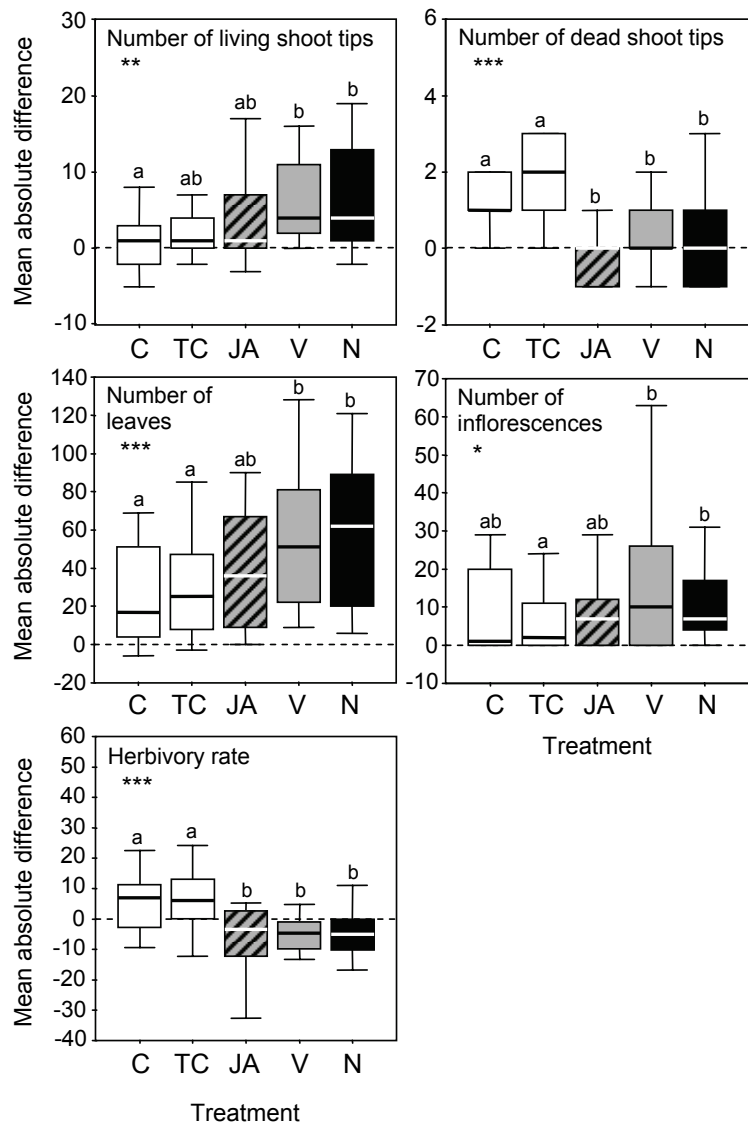 Number of living shoot tips
**
Mean absolute difference
30
20
10
0
-10
a
ab
ab
b
b
C TC JA V N
Number of dead shoot tips
***
6
4
2
0
-2
a
a
b
b
b
C TC JA V N
Number of
leaves
***
Mean absolute difference
140
120
100
80
60
40
20
0
-20
a
a
ab
b
b
C TC JA V N
Number of
inflorescences
*
70
60
50
40
30
20
10
0
-10
ab
a
ab
b
b
C TC JA V N
Treatment
Herbivory rate
***
Mean absolute difference
60
50
40
30
20
10
0
-10
-20
-30
-40
a
a
b
b
b
C TC JA V N
Treatment